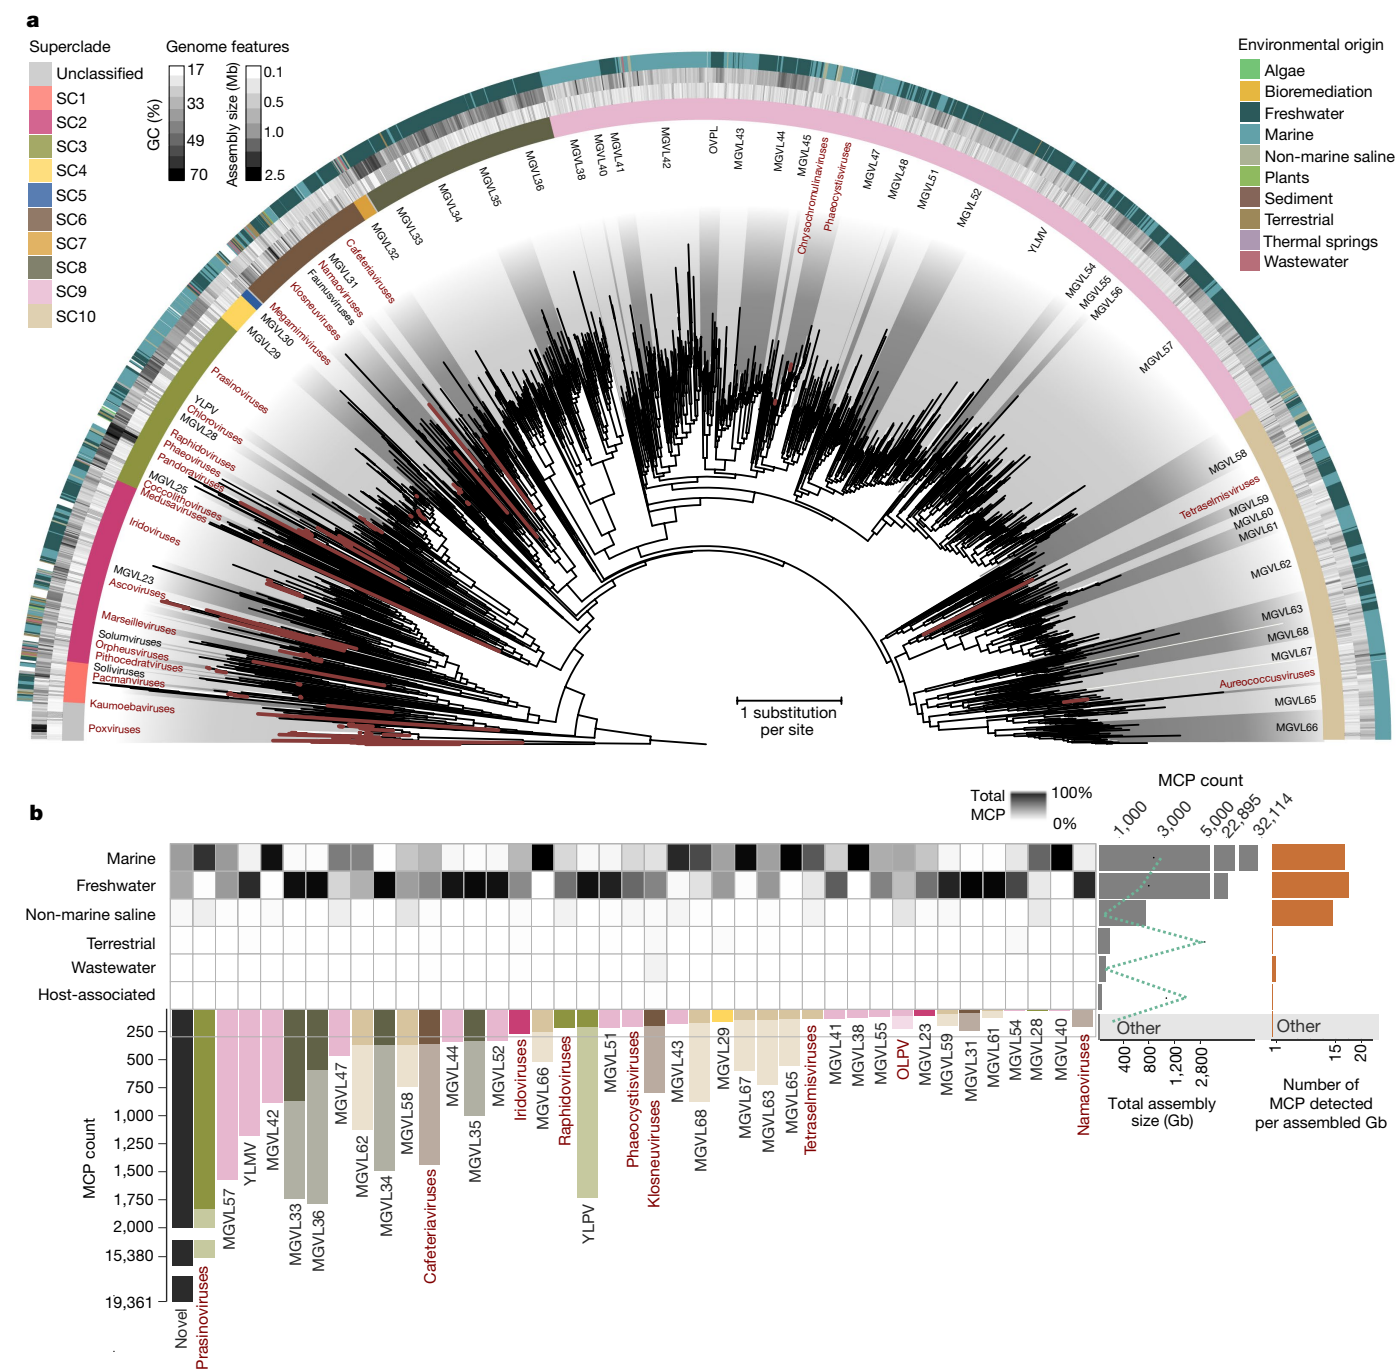 a
Superclade
Unclassified
SC1
SC2
SC3
SC4
SC5
SC6
SC7
SC8
SC9
SC10
Genome features
GC (%)
17
33
49
70
Assembly size (Mb)
0.1
0.5
1.0
2.5
Environmental origin
Algae
Bioremediation
Freshwater
Marine
Non-marine saline
Plants
Sediment
Terrestrial
Thermal springs
Wastewater
Poxviruses
Kaumoebaviruses
Pacmanviruses
Soliviruses
Pithocedratviruses
Orpheusviruses
Solumviruses
Marseilleviruses
Ascoviruses
MGVL23
Iridoviruses
Medusaviruses
Coccolithoviruses
MGVL25
Pandoraviruses
Phaeoviruses
Raphidoviruses
MGVL28
Chloroviruses
YLPV
Prasinoviruses
MGVL29
MGVL30
Megamimiviruses
Klosneuviruses
Faunusviruses
Namaoviruses
MGVL31
Cafeteriaviruses
MGVL32
MGVL33
MGVL34
MGVL35
MGVL36
MGVL38
MGVL40
MGVL41
MGVL42
OVPL
MGVL43
MGVL44
MGVL45
Chrysochromulinaviruses
Phaeocystisviruses
MGVL47
MGVL48
MGVL51
MGVL52
YLMV
MGVL54
MGVL55
MGVL56
MGVL57
MGVL58
Tetraselmisviruses
MGVL59
MGVL60
MGVL61
MGVL62
MGVL63
MGVL68
MGVL67
Aureococcusviruses
MGVL65
MGVL66
1 substitution
per site
b
Total
MCP
100%
0%
MCP count
1,000
3,000
5,000
22,895
32,114
Marine
Freshwater
Non-marine saline
Terrestrial
Wastewater
Host-associated
Other
Other
MCP count
250
500
750
1,000
1,250
1,500
1,750
2,000
15,380
19,361
Novel
Prasinoviruses
MGVL57
YLMV
MGVL42
MGVL33
MGVL36
MGVL47
MGVL62
MGVL34
MGVL58
Cafeteriaviruses
MGVL44
MGVL35
MGVL52
Iridoviruses
MGVL66
Raphidoviruses
YLPV
MGVL51
Phaeocystisviruses
Klosneuviruses
MGVL43
MGVL68
MGVL29
MGVL67
MGVL63
MGVL65
Tetraselmisviruses
MGVL41
MGVL38
MGVL55
OLPV
MGVL23
MGVL59
MGVL31
MGVL61
MGVL54
MGVL28
MGVL40
Namaoviruses
400
800
1,200
2,800
Total assembly
size (Gb)
1
15
20
Number of
MCP detected
per assembled Gb